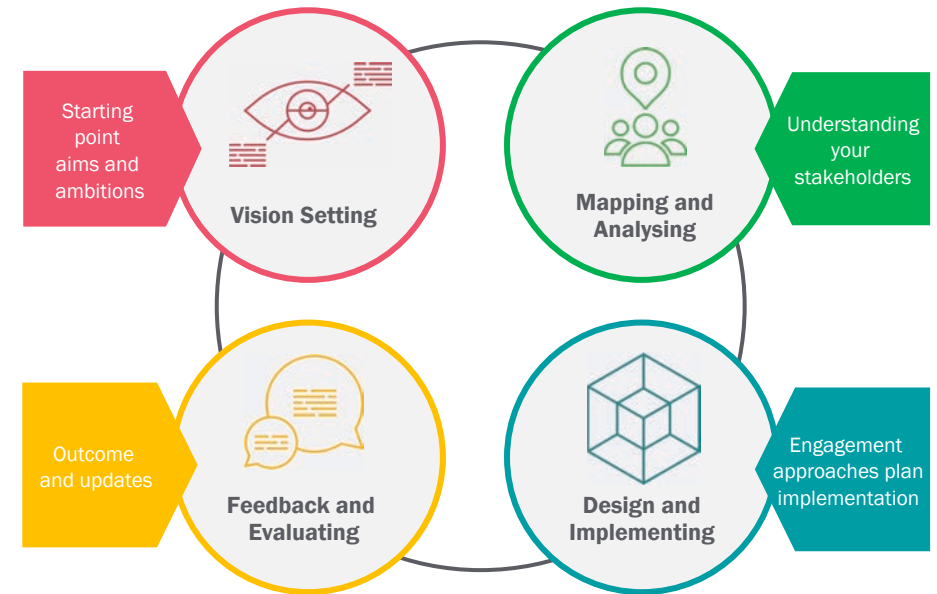 Starting
point
aims and
ambitions
Vision Setting
Mapping and
Analysing
Understanding
your
stakeholders
Outcome
and updates
Feedback and
Evaluating
Design and
Implementing
Engagement
approaches plan
implementation